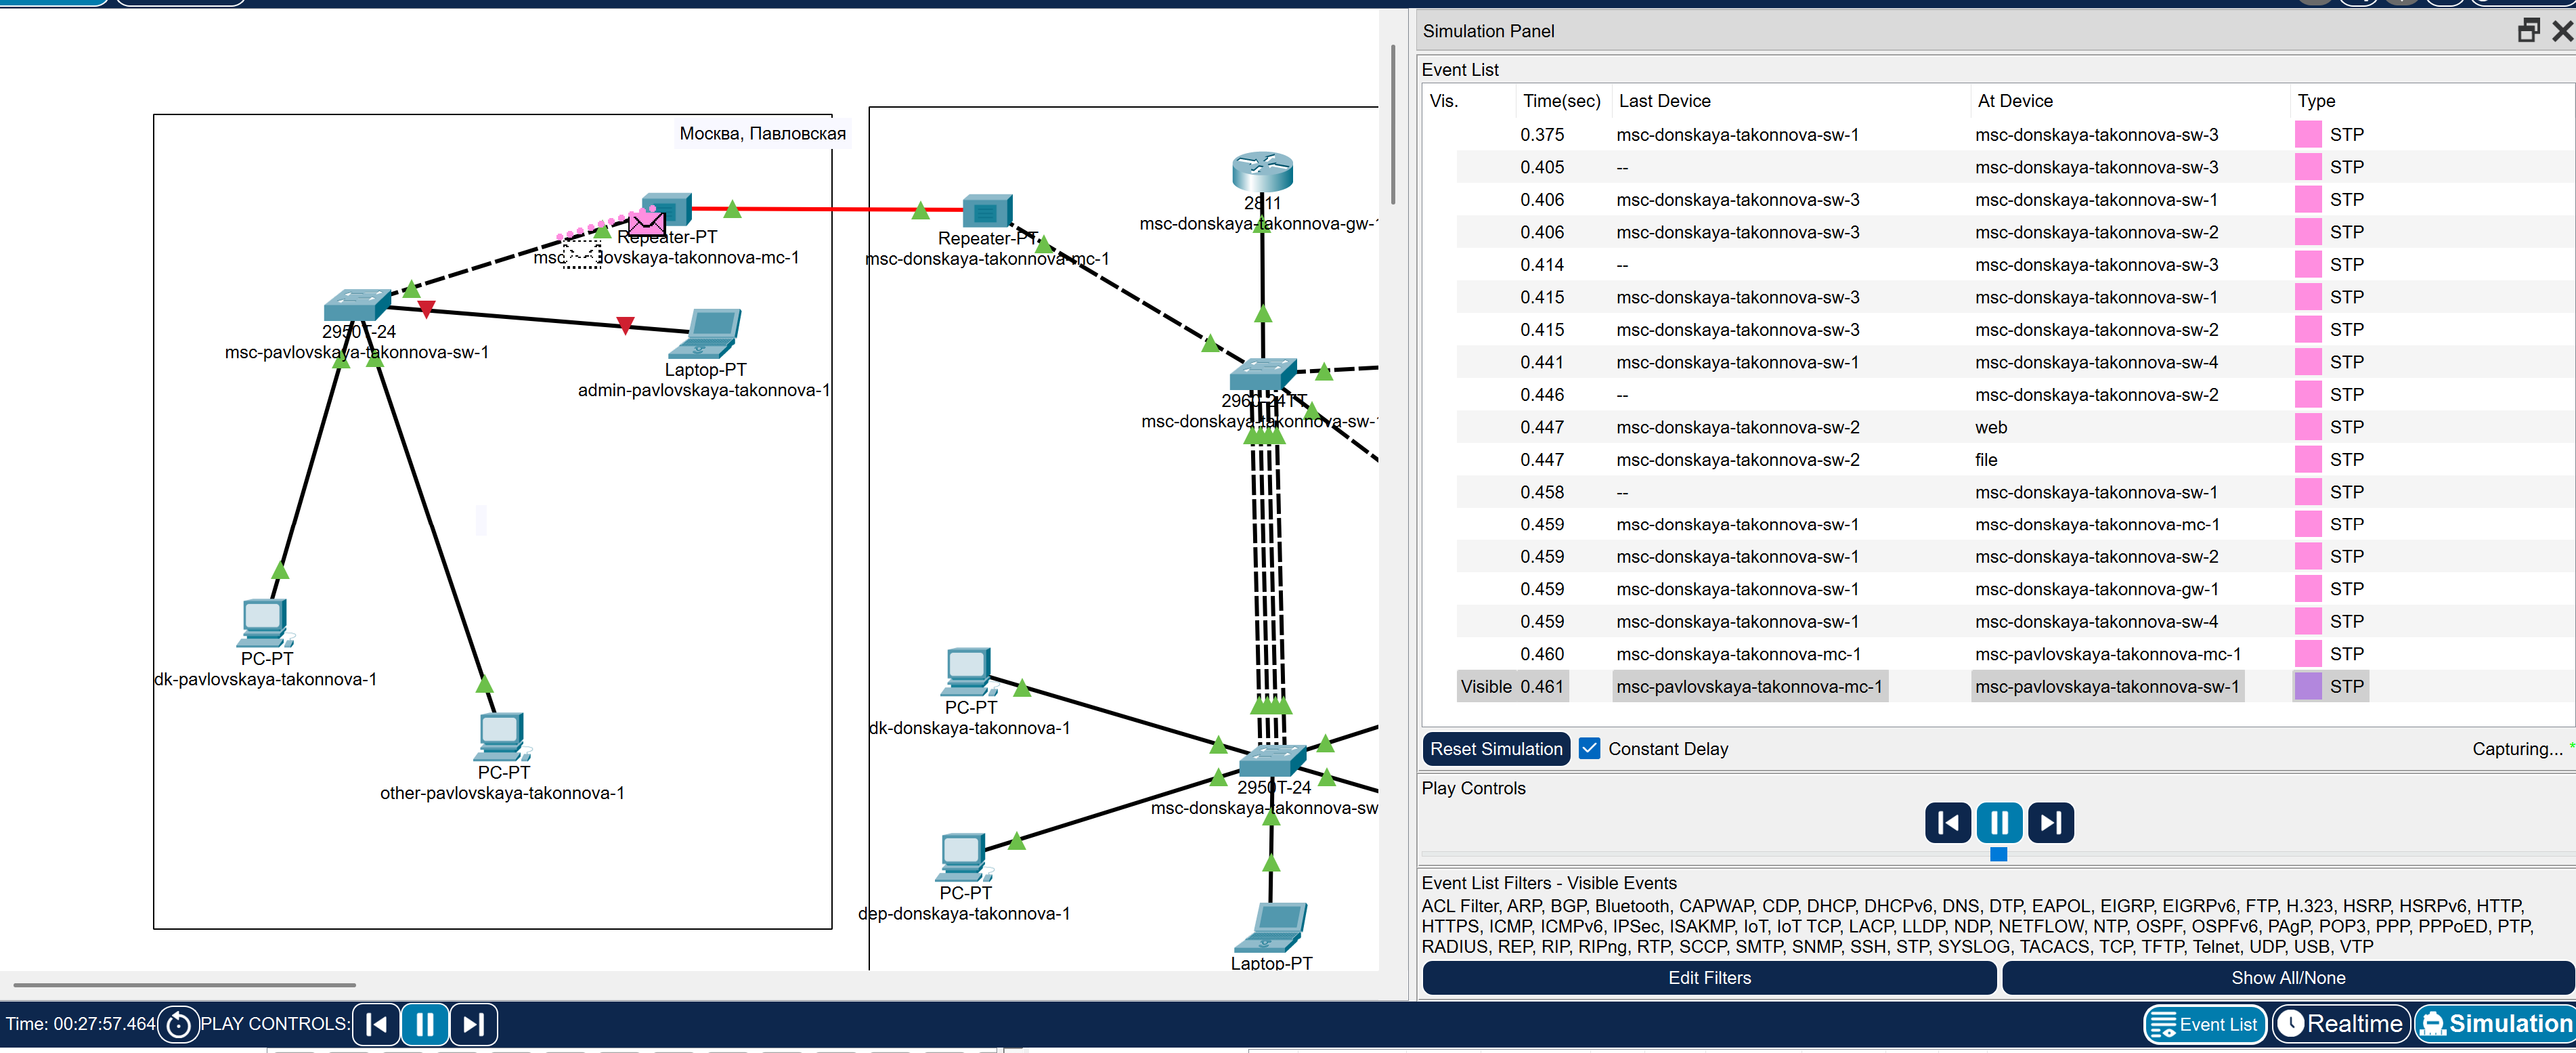 Москва, Павловская
Repeater-PT
msc-pavlovskaya-takonnova-mc-1
Repeater-PT
msc-donskaya-takonnova-mc-1
2811
msc-donskaya-takonnova-gw-1
2950T-24
msc-pavlovskaya-takonnova-sw-1
Laptop-PT
admin-pavlovskaya-takonnova-1
2960-24TT
msc-donskaya-takonnova-sw-1
PC-PT
dk-pavlovskaya-takonnova-1
PC-PT
other-pavlovskaya-takonnova-1
PC-PT
dk-donskaya-takonnova-1
2950T-24
msc-donskaya-takonnova-sw
PC-PT
dep-donskaya-takonnova-1
Laptop-PT
Simulation Panel
Event List
Vis. Time(sec) Last Device At Device Type
0.375 msc-donskaya-takonnova-sw-1 msc-donskaya-takonnova-sw-3 STP
0.405 -- msc-donskaya-takonnova-sw-3 STP
0.406 msc-donskaya-takonnova-sw-3 msc-donskaya-takonnova-sw-1 STP
0.406 msc-donskaya-takonnova-sw-3 msc-donskaya-takonnova-sw-2 STP
0.414 -- msc-donskaya-takonnova-sw-3 STP
0.415 msc-donskaya-takonnova-sw-3 msc-donskaya-takonnova-sw-1 STP
0.415 msc-donskaya-takonnova-sw-3 msc-donskaya-takonnova-sw-2 STP
0.441 msc-donskaya-takonnova-sw-1 msc-donskaya-takonnova-sw-4 STP
0.446 -- msc-donskaya-takonnova-sw-2 STP
0.447 msc-donskaya-takonnova-sw-2 web STP
0.447 msc-donskaya-takonnova-sw-2 file STP
0.458 -- msc-donskaya-takonnova-sw-1 STP
0.459 msc-donskaya-takonnova-sw-1 msc-donskaya-takonnova-mc-1 STP
0.459 msc-donskaya-takonnova-sw-1 msc-donskaya-takonnova-sw-2 STP
0.459 msc-donskaya-takonnova-sw-1 msc-donskaya-takonnova-gw-1 STP
0.459 msc-donskaya-takonnova-sw-1 msc-donskaya-takonnova-sw-4 STP
0.460 msc-donskaya-takonnova-mc-1 msc-pavlovskaya-takonnova-mc-1 STP
Visible 0.461 msc-pavlovskaya-takonnova-mc-1 msc-pavlovskaya-takonnova-sw-1 STP
Reset Simulation Constant Delay Capturing... *
Play Controls
Event List Filters - Visible Events
ACL Filter, ARP, BGP, Bluetooth, CAPWAP, CDP, DHCP, DHCPv6, DNS, DTP, EAPOL, EIGRP, EIGRPv6, FTP, H.323, HSRP, HSRPv6, HTTP,
HTTPS, ICMP, ICMPv6, IPSec, ISAKMP, IoT, IoT TCP, LACP, LLDP, NDP, NETFLOW, NTP, OSPF, OSPFv6, PAgP, POP3, PPP, PPPoED, PTP,
RADIUS, REP, RIP, RIPng, RTP, SCCP, SMTP, SNMP, SSH, STP, SYSLOG, TACACS, TCP, TFTP, Telnet, UDP, USB, VTP
Edit Filters Show All/None
Time: 00:27:57.464 PLAY CONTROLS: Event List Realtime Simulation